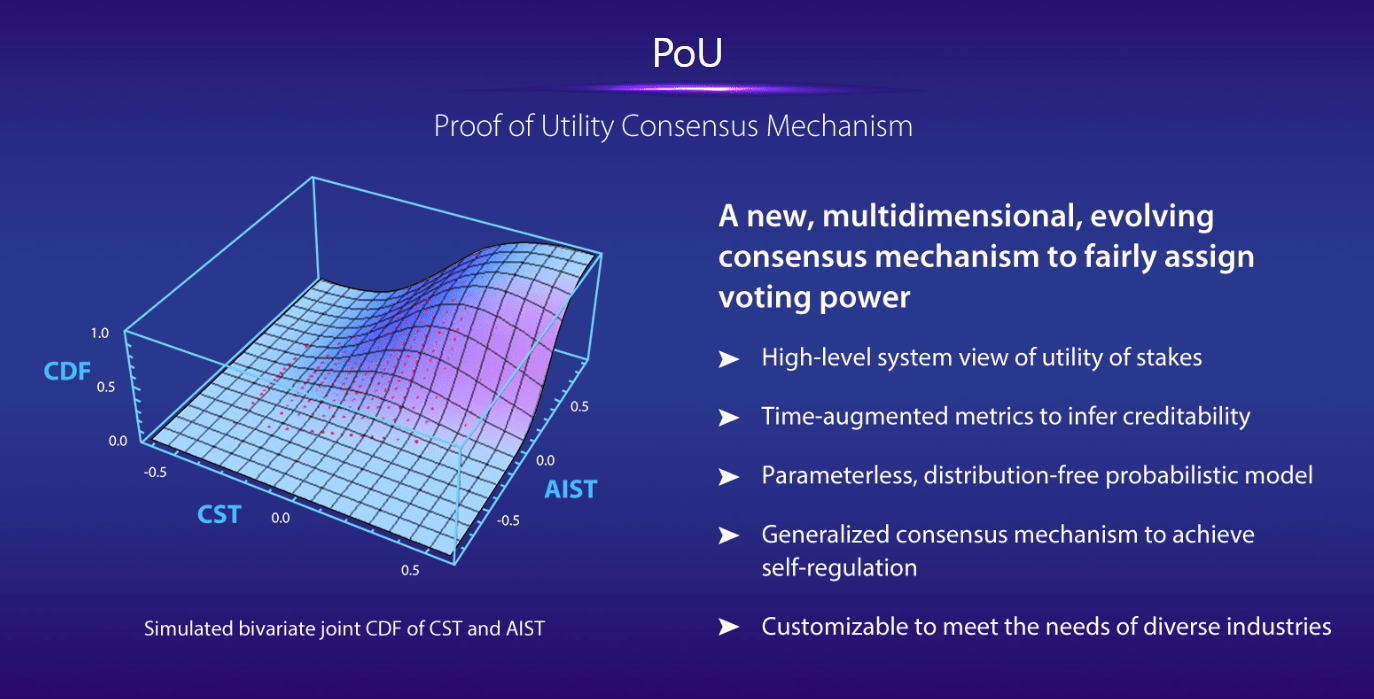 PoU
Proof of Utility Consensus Mechanism
1.0
CDF
0.5
0.0
-0.5
CST
0.0
0.5
-0.5
AIST
0.0
0.5
Simulated bivariate joint CDF of CST and AIST
A new, multidimensional, evolving
consensus mechanism to fairly assign
voting power
➤ High-level system view of utility of stakes
➤ Time-augmented metrics to infer creditability
➤ Parameterless, distribution-free probabilistic model
➤ Generalized consensus mechanism to achieve
self-regulation
➤ Customizable to meet the needs of diverse industries